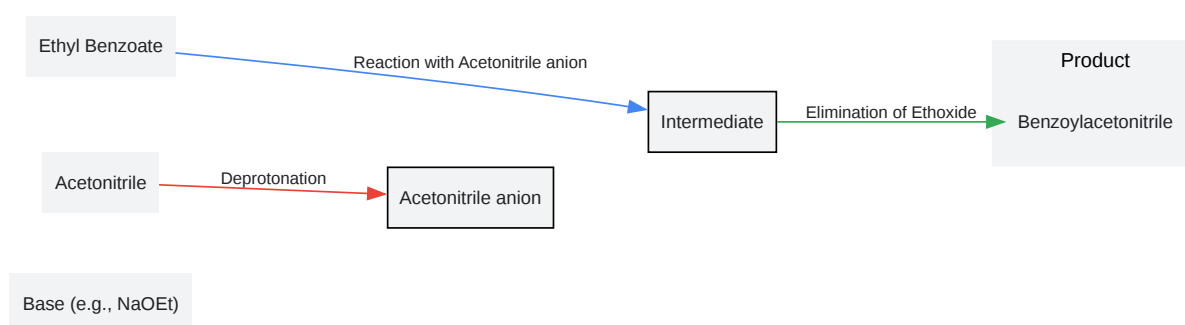 Ethyl Benzoate
Reaction with Acetonitrile anion
Product
Intermediate
Elimination of Ethoxide
Benzoylacetonitrile
Acetonitrile
Deprotonation
Acetonitrile anion
Base (e.g., NaOEt)